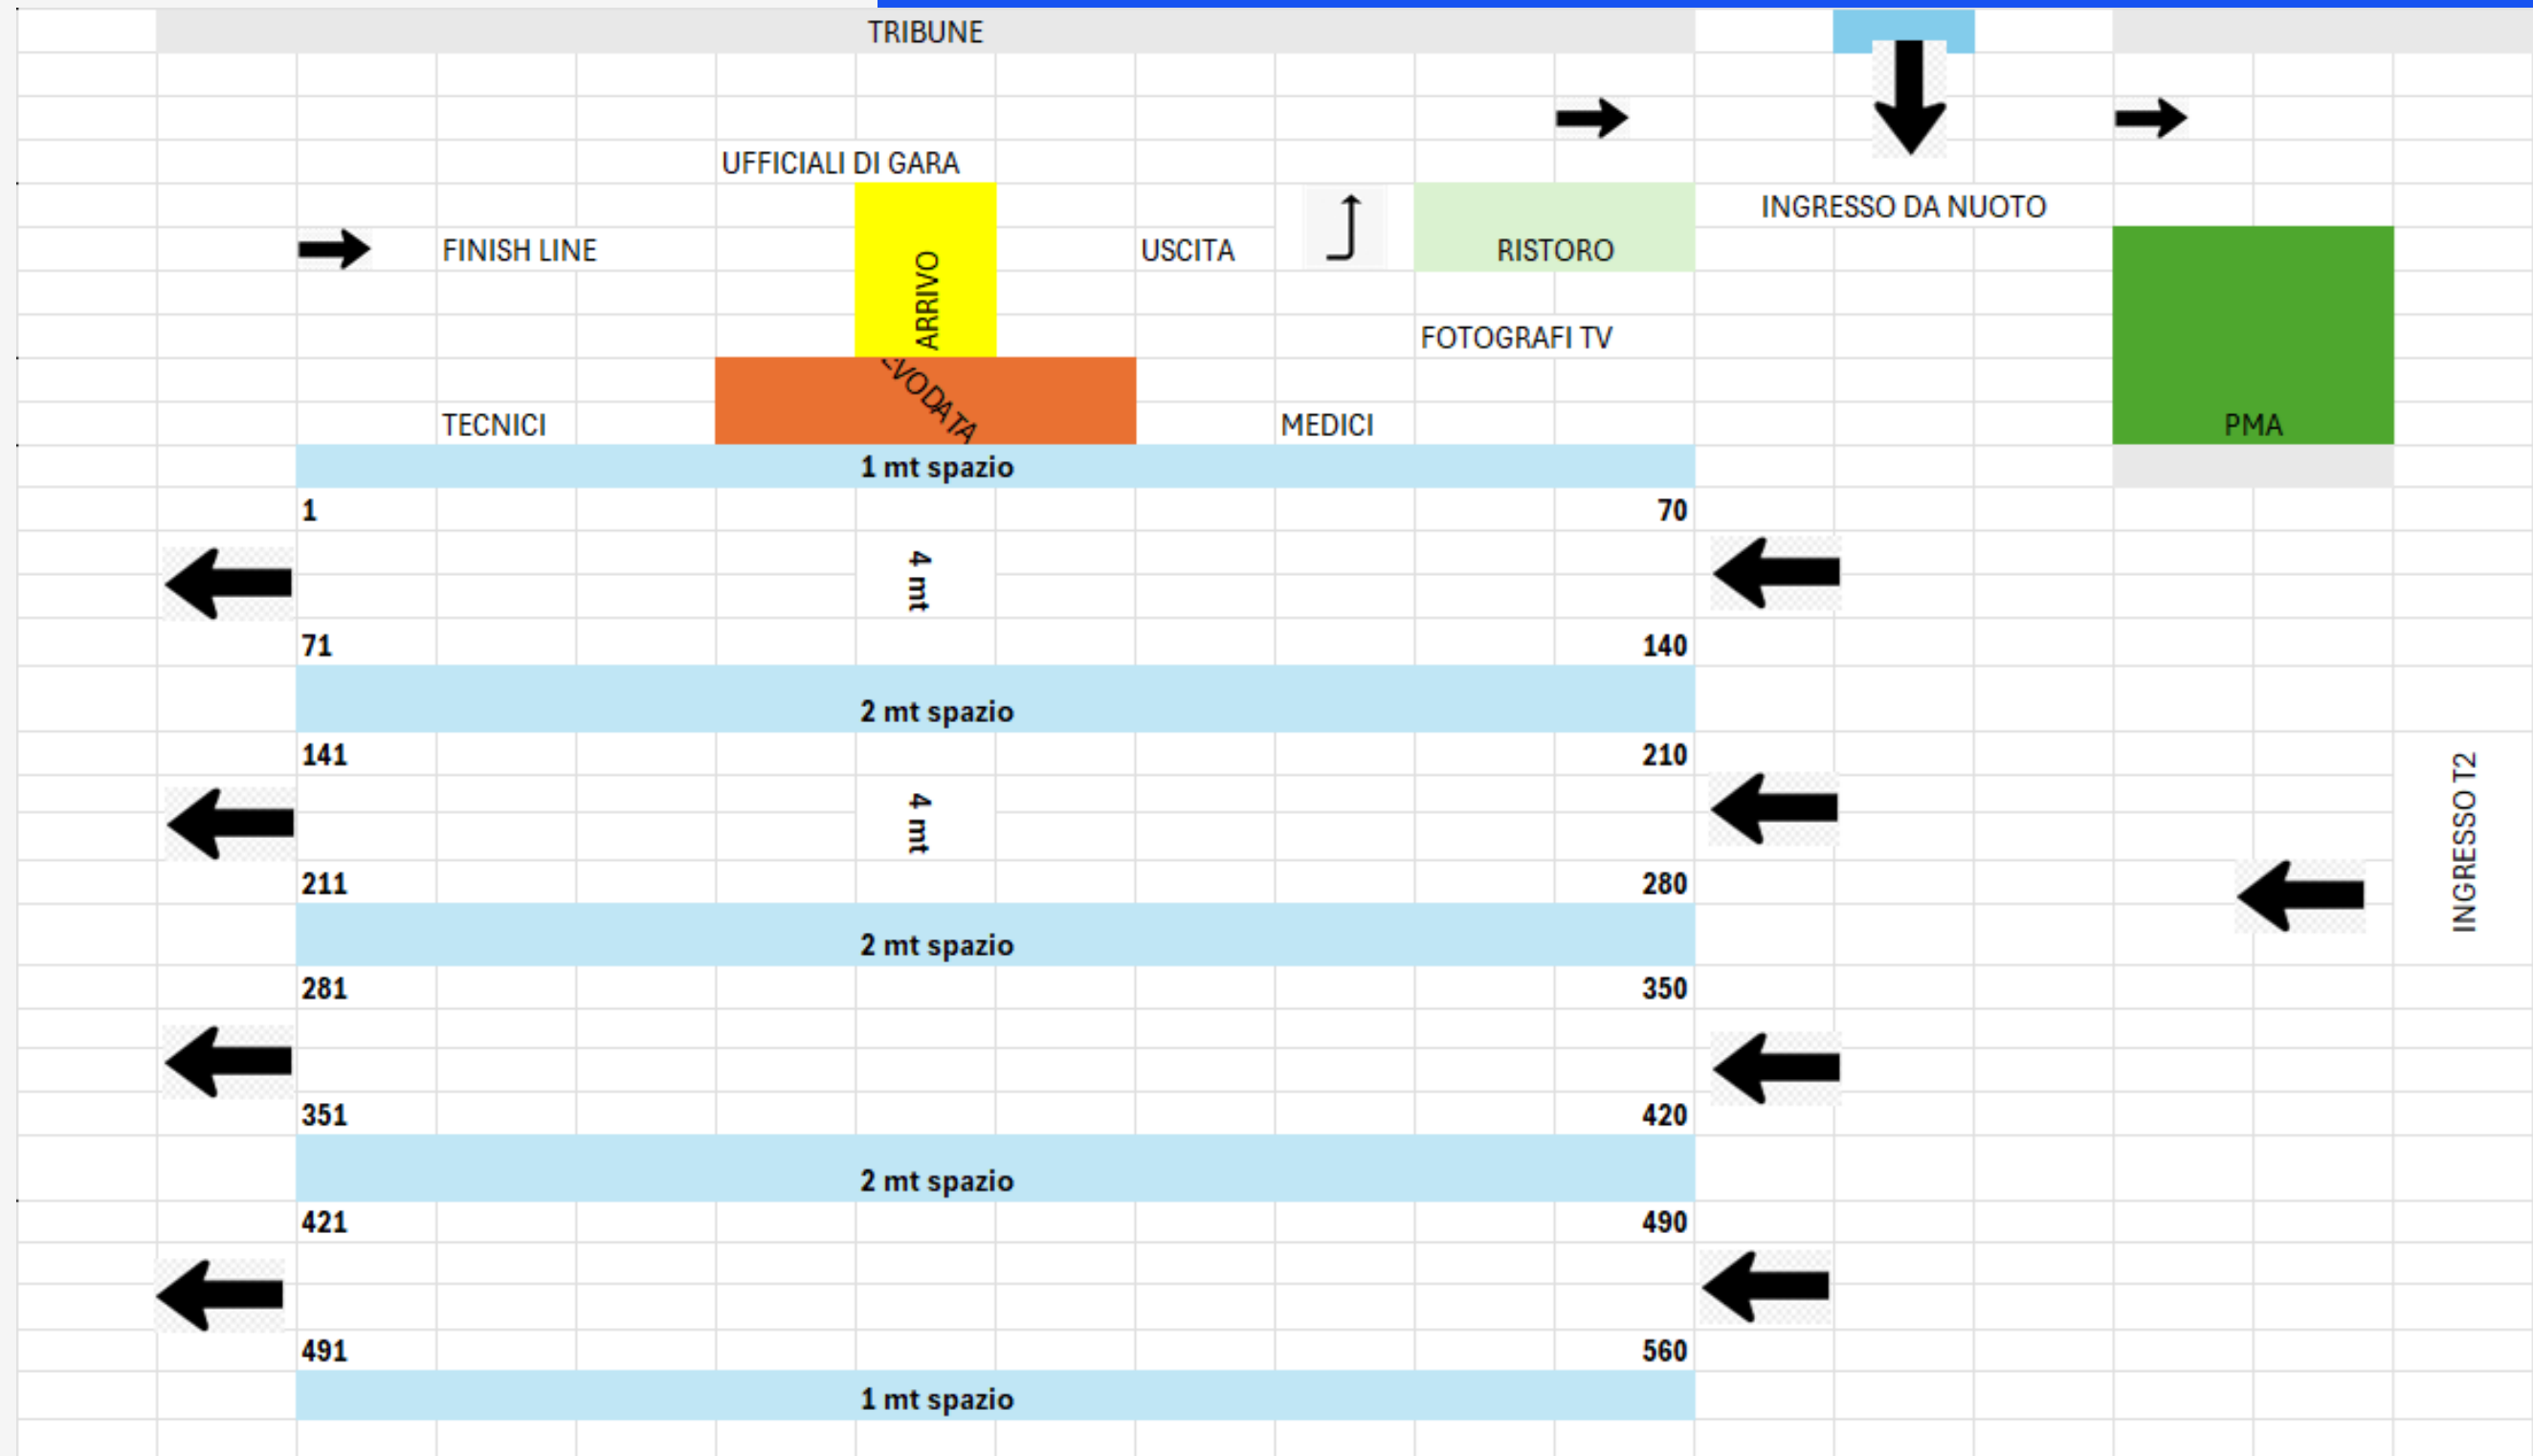 TRIBUNE
UFFICIALI DI GARA
INGRESSO DA NUOTO
FINISH LINE
ARRIVO
USCITA
RISTORO
FOTOGRAFI TV
TECNICI
MEDICI
PMA
1 mt spazio
1 70
4 mt
71 140
2 mt spazio
141 210
4 mt
INGRESSO T2
211 280
2 mt spazio
281 350
351 420
2 mt spazio
421 490
491 560
1 mt spazio